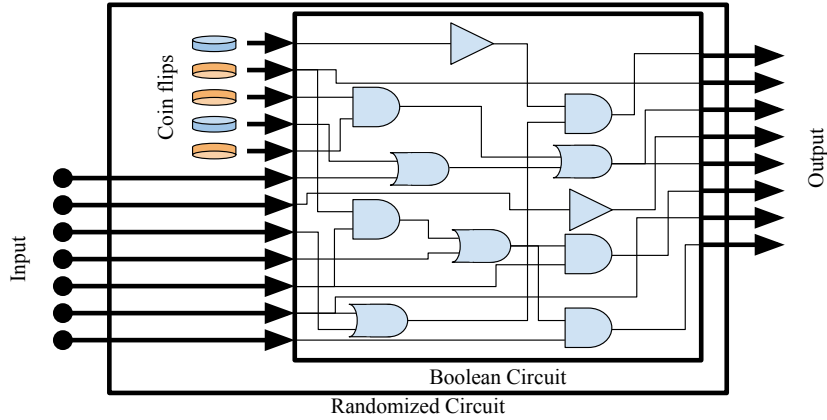 Coin flips
Input
Output
Boolean Circuit
Randomized Circuit